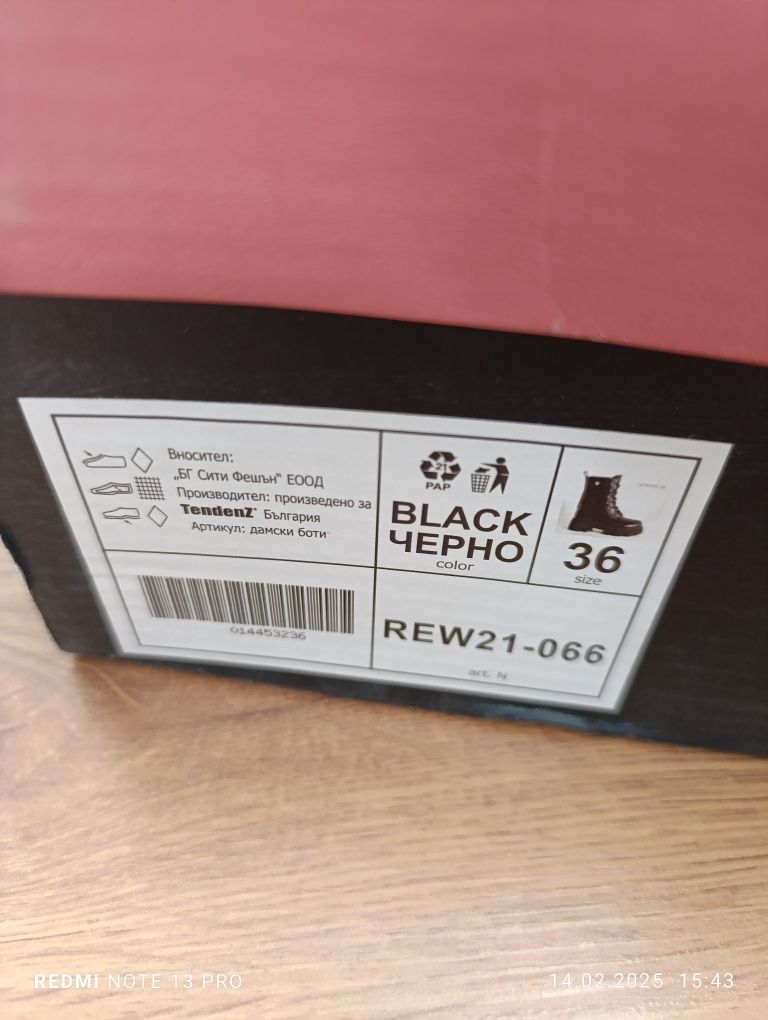 Вносител:
„БГ Сити Фешън“ ЕООД
Производител: произведено за
TendenZ® България
Артикул: дамски боти
21
PAP
BLACK
ЧЕРНО
color
36
size
014453236
REW21-066
art. N
REDMI NOTE 13 PRO
14.02.2025 15:43